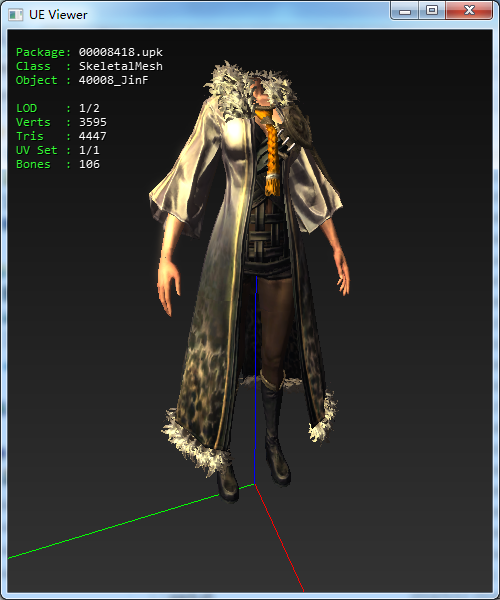 UE Viewer
Package: 00008418.upk
Class : SkeletalMesh
Object : 40008_JinF
LOD : 1/2
Verts : 3595
Tris : 4447
UV Set : 1/1
Bones : 106